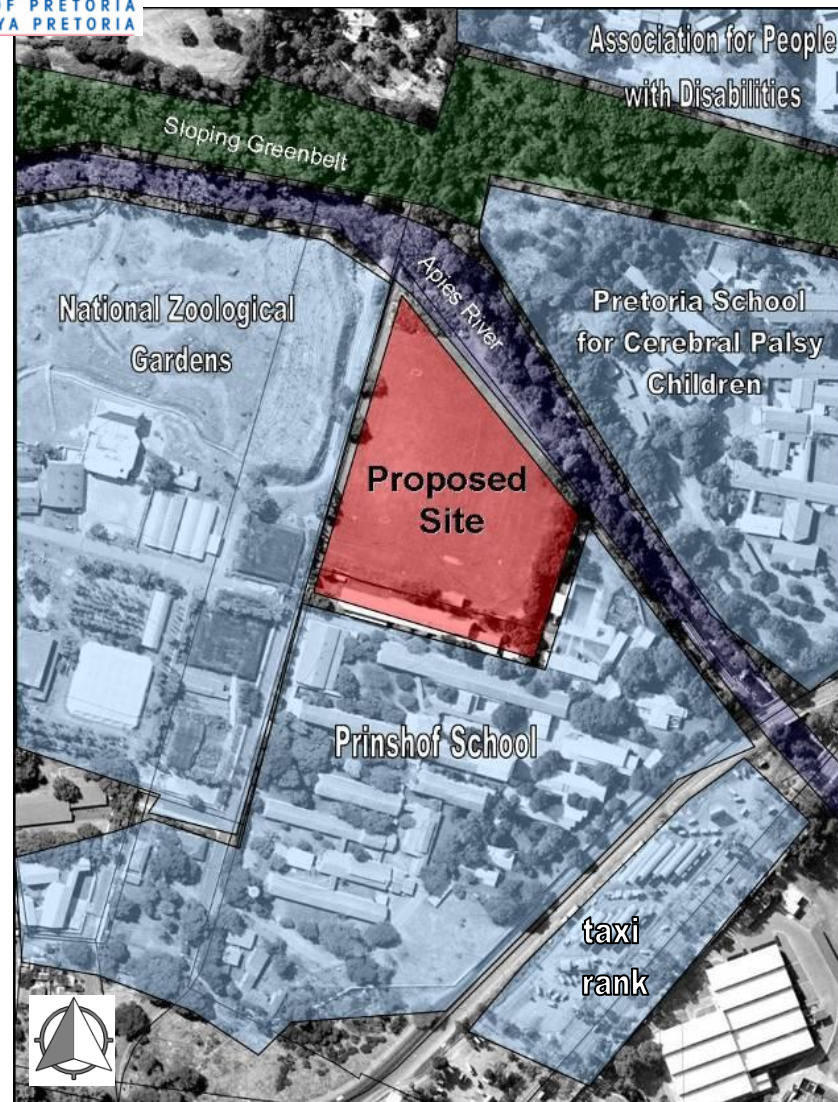 OF PRETORIA
YA PRETORIA
Association for People
with Disabilities
Sloping Greenbelt
Apies River
National Zoological
Gardens
Pretoria School
for Cerebral Palsy
Children
Proposed
Site
Prinshof School
taxi
rank